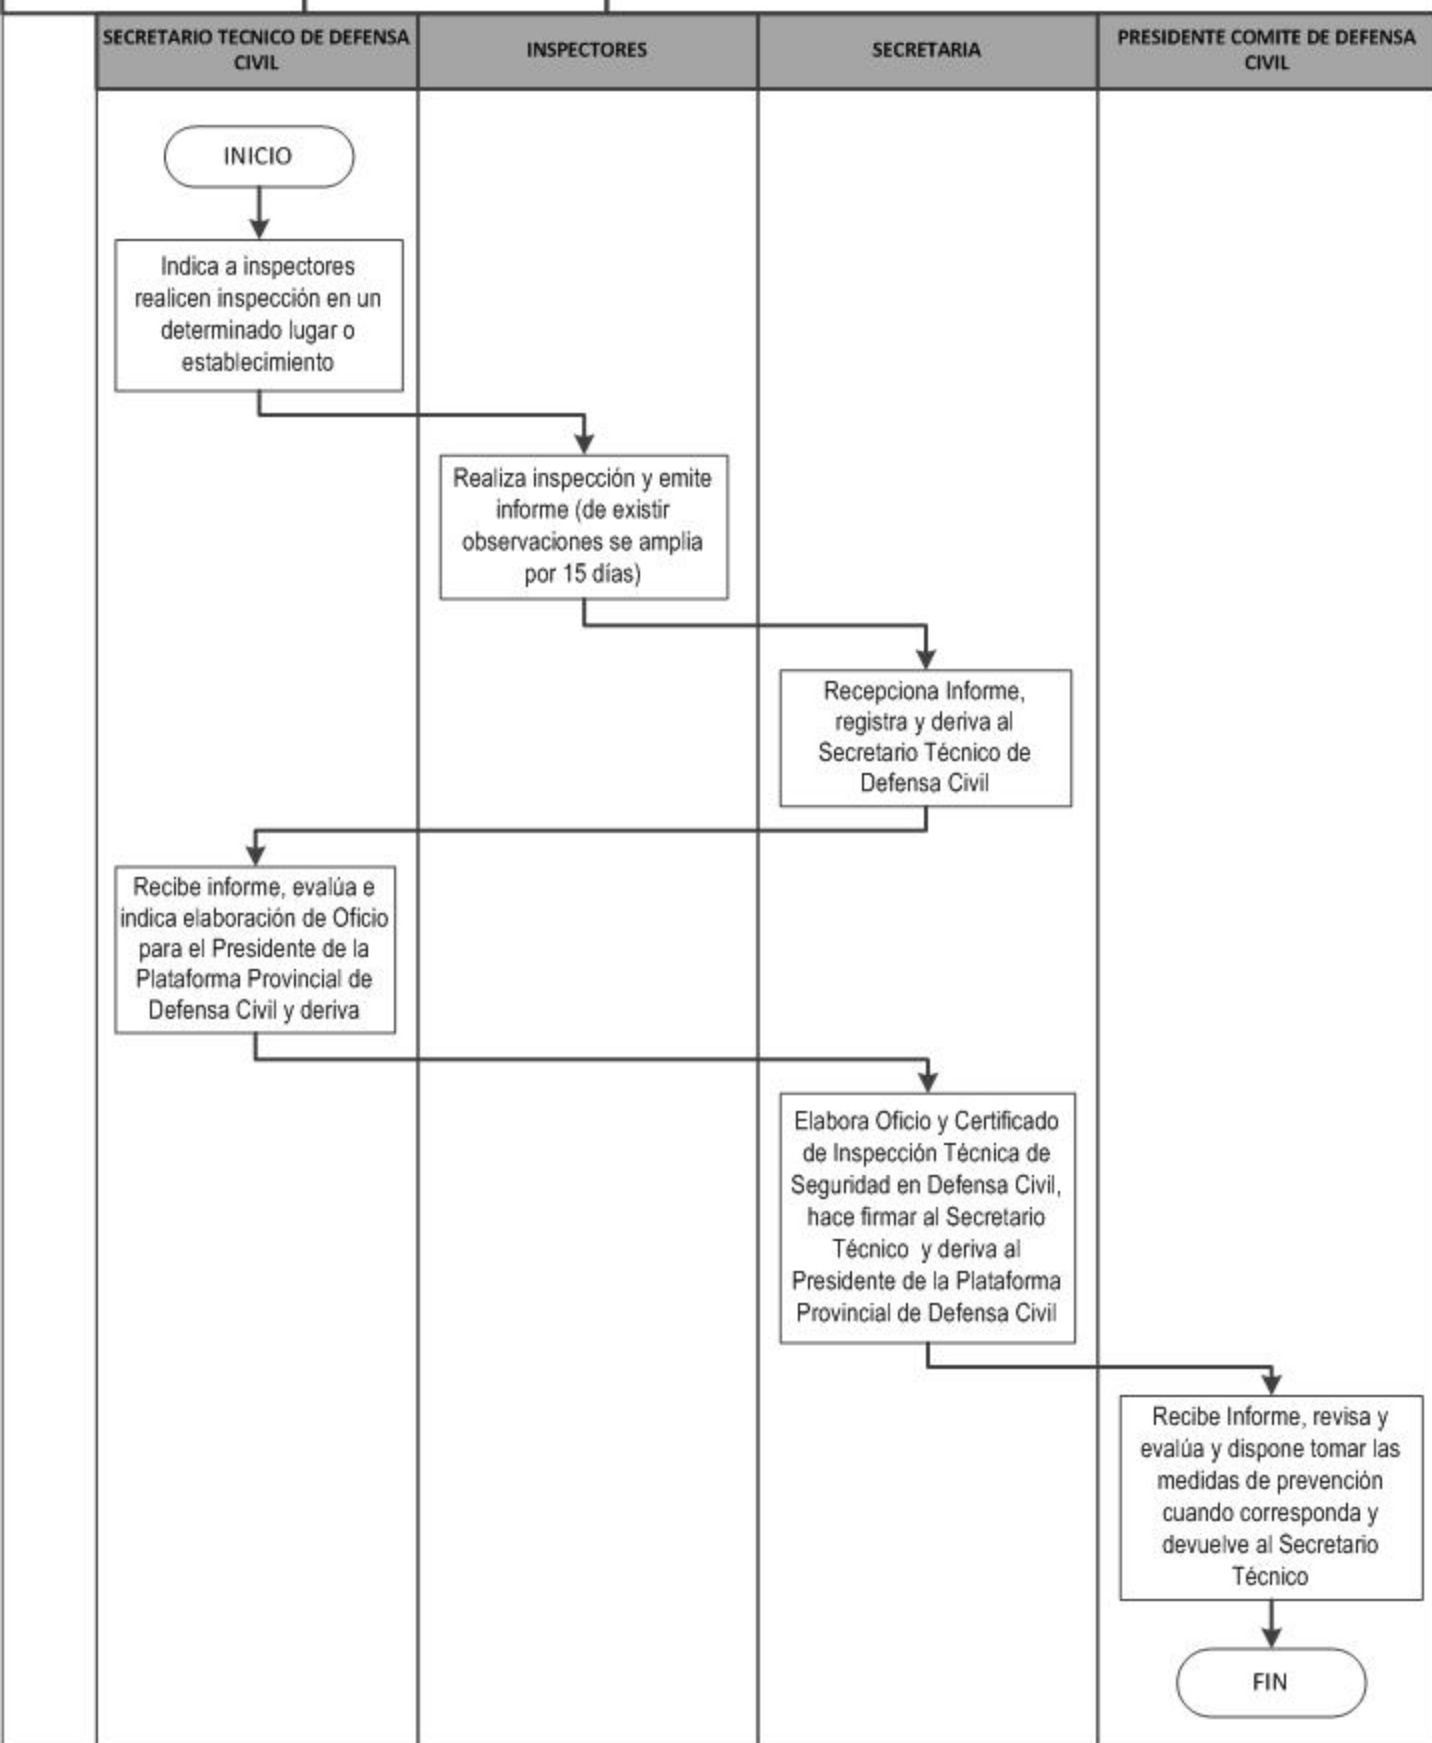 SECRETARIO TECNICO DE DEFENSA
CIVIL
INSPECTORES
SECRETARIA
PRESIDENTE COMITE DE DEFENSA
CIVIL
INICIO
Indica a inspectores
realicen inspección en un
determinado lugar o
establecimiento
Realiza inspección y emite
informe (de existir
observaciones se amplia
por 15 días)
Recepciona Informe,
registra y deriva al
Secretario Técnico de
Defensa Civil
Recibe informe, evalúa e
indica elaboración de Oficio
para el Presidente de la
Plataforma Provincial de
Defensa Civil y deriva
Elabora Oficio y Certificado
de Inspección Técnica de
Seguridad en Defensa Civil,
hace firmar al Secretario
Técnico y deriva al
Presidente de la Plataforma
Provincial de Defensa Civil
Recibe Informe, revisa y
evalúa y dispone tomar las
medidas de prevención
cuando corresponda y
devuelve al Secretario
Técnico
FIN